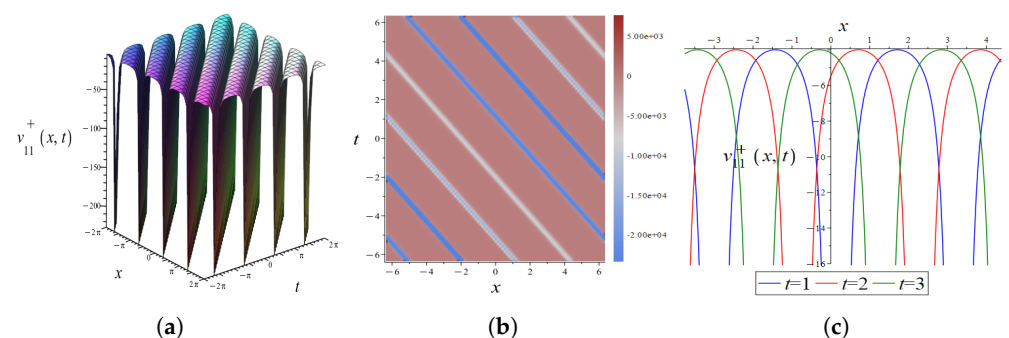 −50
−100
−150
−200
v₁₁⁺(x, t)
−2π
−π
0
π
2π
x
−2π
−π
0
π
2π
t
(a)
6
4
2
0
−2
−4
−6
t
−6 −4 −2 0 2 4 6
x
5.00e+03
0
−5.00e+03
−1.00e+04
−1.50e+04
−2.00e+04
(b)
x
−3 −2 −1 0 1 2 3 4
−6
−8
−10
−12
−14
−16
v₁₁⁺(x, t)
t=1 t=2 t=3
(c)